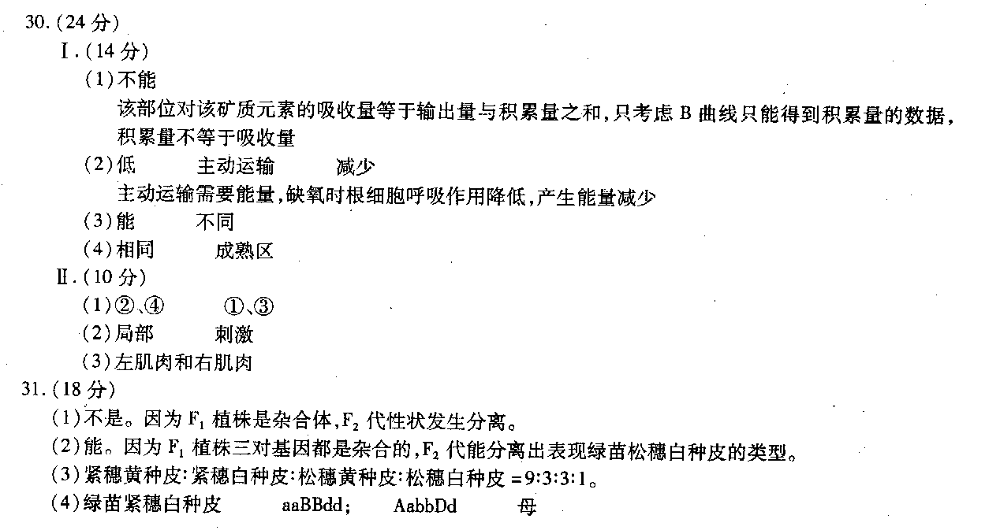 30.(24分)
Ⅰ.(14分)
(1)不能
该部位对该矿质元素的吸收量等于输出量与积累量之和,只考虑 B 曲线只能得到积累量的数据,
积累量不等于吸收量
(2)低 主动运输 减少
主动运输需要能量,缺氧时根细胞呼吸作用降低,产生能量减少
(3)能 不同
(4)相同 成熟区
Ⅱ.(10分)
(1)②、④ ①、③
(2)局部 刺激
(3)左肌肉和右肌肉
31.(18分)
(1)不是。因为 F₁ 植株是杂合体,F₂ 代性状发生分离。
(2)能。因为 F₁ 植株三对基因都是杂合的,F₂ 代能分离出表现绿苗松穗白种皮的类型。
(3)紧穗黄种皮:紧穗白种皮:松穗黄种皮:松穗白种皮=9:3:3:1。
(4)绿苗紧穗白种皮 aaBBdd; AabbDd 母